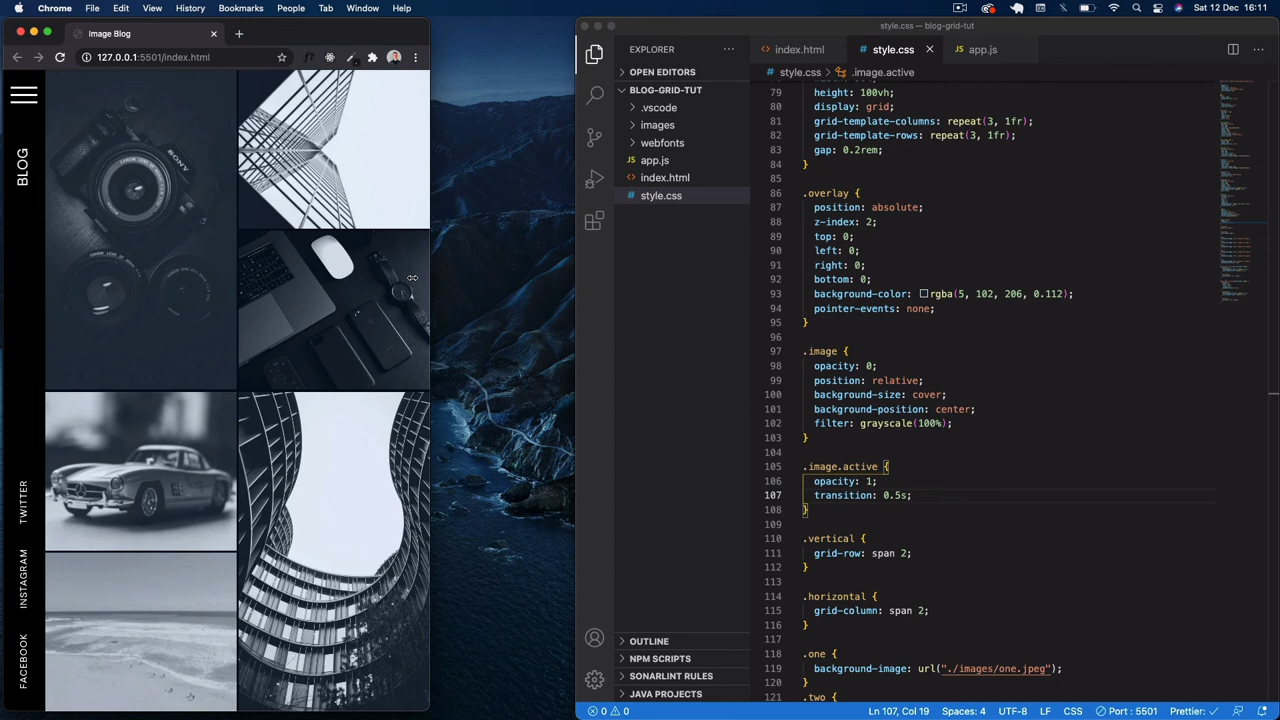 Chrome File Edit View History Bookmarks People Tab Window Help
Sat 12 Dec 16:11
Image Blog
127.0.0.1:5501/index.html
BLOG
TWITTER
INSTAGRAM
FACEBOOK
SONY
style.css — blog-grid-tut
EXPLORER
OPEN EDITORS
BLOG-GRID-TUT
.vscode
images
webfonts
JS app.js
<> index.html
# style.css
OUTLINE
NPM SCRIPTS
SONARLINT RULES
JAVA PROJECTS
<> index.html # style.css JS app.js
# style.css > .image.active
79 height: 100vh;
80 display: grid;
81 grid-template-columns: repeat(3, 1fr);
82 grid-template-rows: repeat(3, 1fr);
83 gap: 0.2rem;
84 }
85
86 .overlay {
87 position: absolute;
88 z-index: 2;
89 top: 0;
90 left: 0;
91 right: 0;
92 bottom: 0;
93 background-color: rgba(5, 102, 206, 0.112);
94 pointer-events: none;
95 }
96
97 .image {
98 opacity: 0;
99 position: relative;
100 background-size: cover;
101 background-position: center;
102 filter: grayscale(100%);
103 }
104
105 .image.active {
106 opacity: 1;
107 transition: 0.5s;
108 }
109
110 .vertical {
111 grid-row: span 2;
112 }
113
114 .horizontal {
115 grid-column: span 2;
116 }
117
118 .one {
119 background-image: url("./images/one.jpeg");
120 }
121 .two {
0 0 Ln 107, Col 19 Spaces: 4 UTF-8 LF CSS Port : 5501 Prettier: ✓